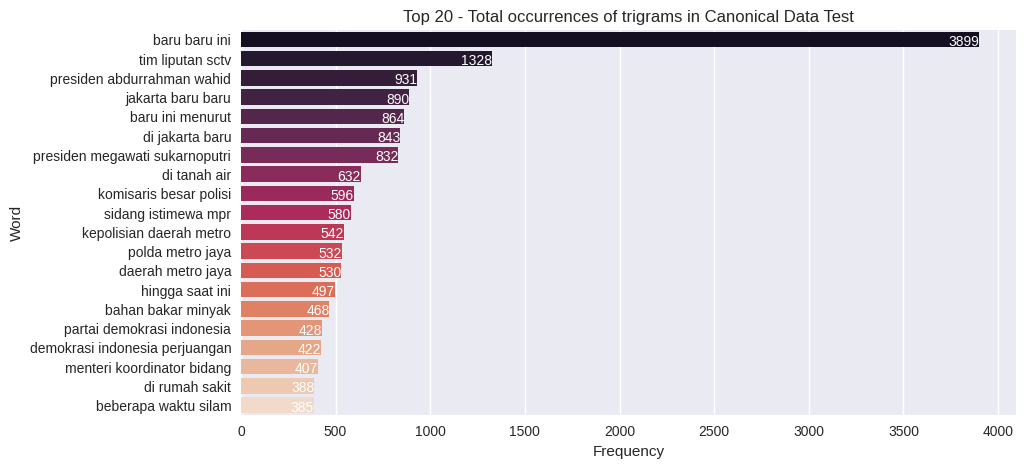 Top 20 - Total occurrences of trigrams in Canonical Data Test
Word
baru baru ini 3899
tim liputan sctv 1328
presiden abdurrahman wahid 931
jakarta baru baru 890
baru ini menurut 864
di jakarta baru 843
presiden megawati sukarnoputri 832
di tanah air 632
komisaris besar polisi 596
sidang istimewa mpr 580
kepolisian daerah metro 542
polda metro jaya 532
daerah metro jaya 530
hingga saat ini 497
bahan bakar minyak 468
partai demokrasi indonesia 428
demokrasi indonesia perjuangan 422
menteri koordinator bidang 407
di rumah sakit 388
beberapa waktu silam 385
0 500 1000 1500 2000 2500 3000 3500 4000
Frequency